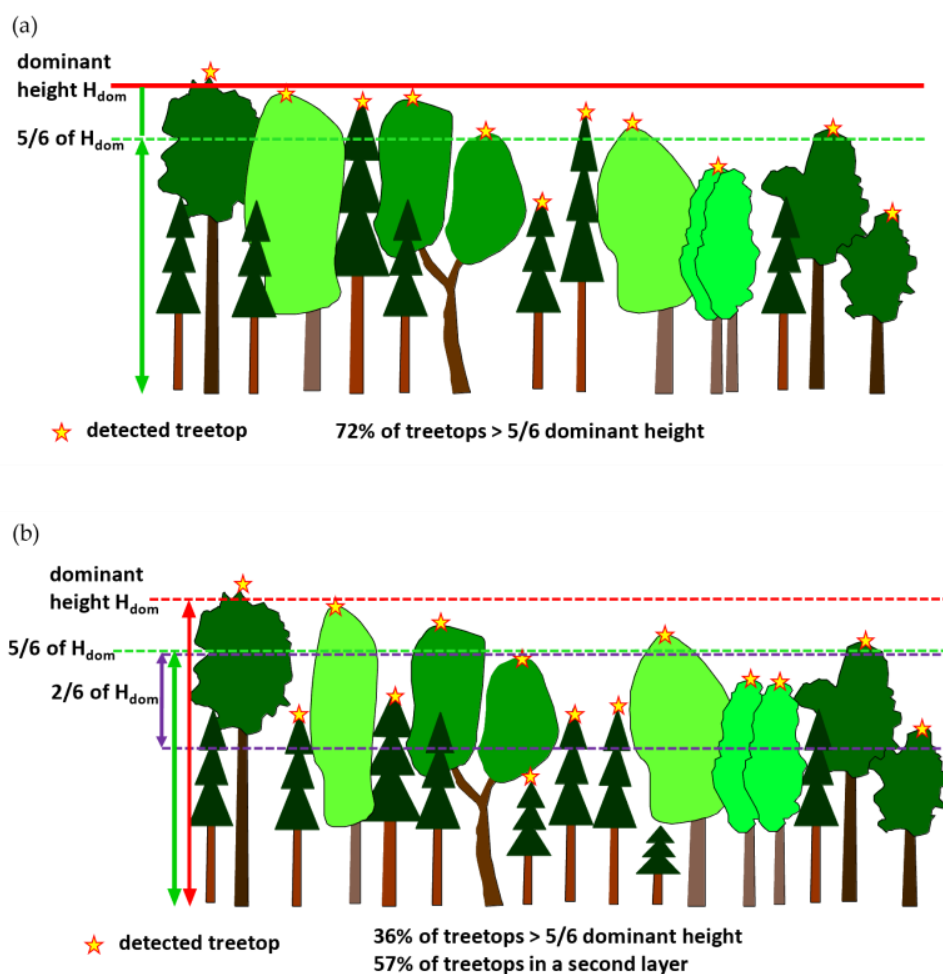 (a)
dominant
height Hdom
5/6 of Hdom
detected treetop
72% of treetops > 5/6 dominant height
(b)
dominant
height Hdom
5/6 of Hdom
2/6 of Hdom
detected treetop
36% of treetops > 5/6 dominant height
57% of treetops in a second layer